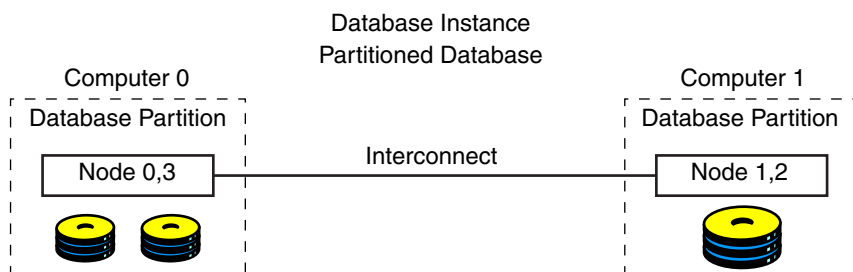 Database Instance
Partitioned Database
Computer 0
Computer 1
Database Partition
Database Partition
Interconnect
Node 0,3
Node 1,2